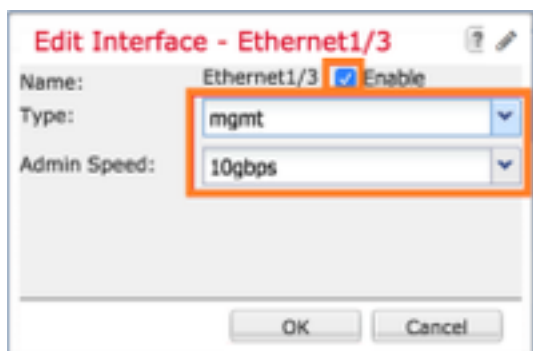 Edit Interface - Ethernet1/3 ?
Name: Ethernet1/3 Enable
Type: mgmt
Admin Speed: 10gbps
OK Cancel